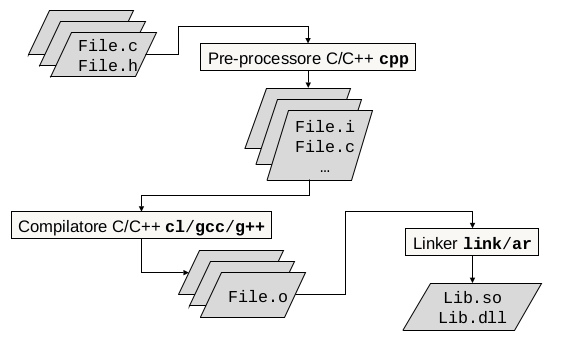 File.c
File.h
Pre-processore C/C++ cpp
File.i
File.c
…
Compilatore C/C++ cl/gcc/g++
Linker link/ar
File.o
Lib.so
Lib.dll